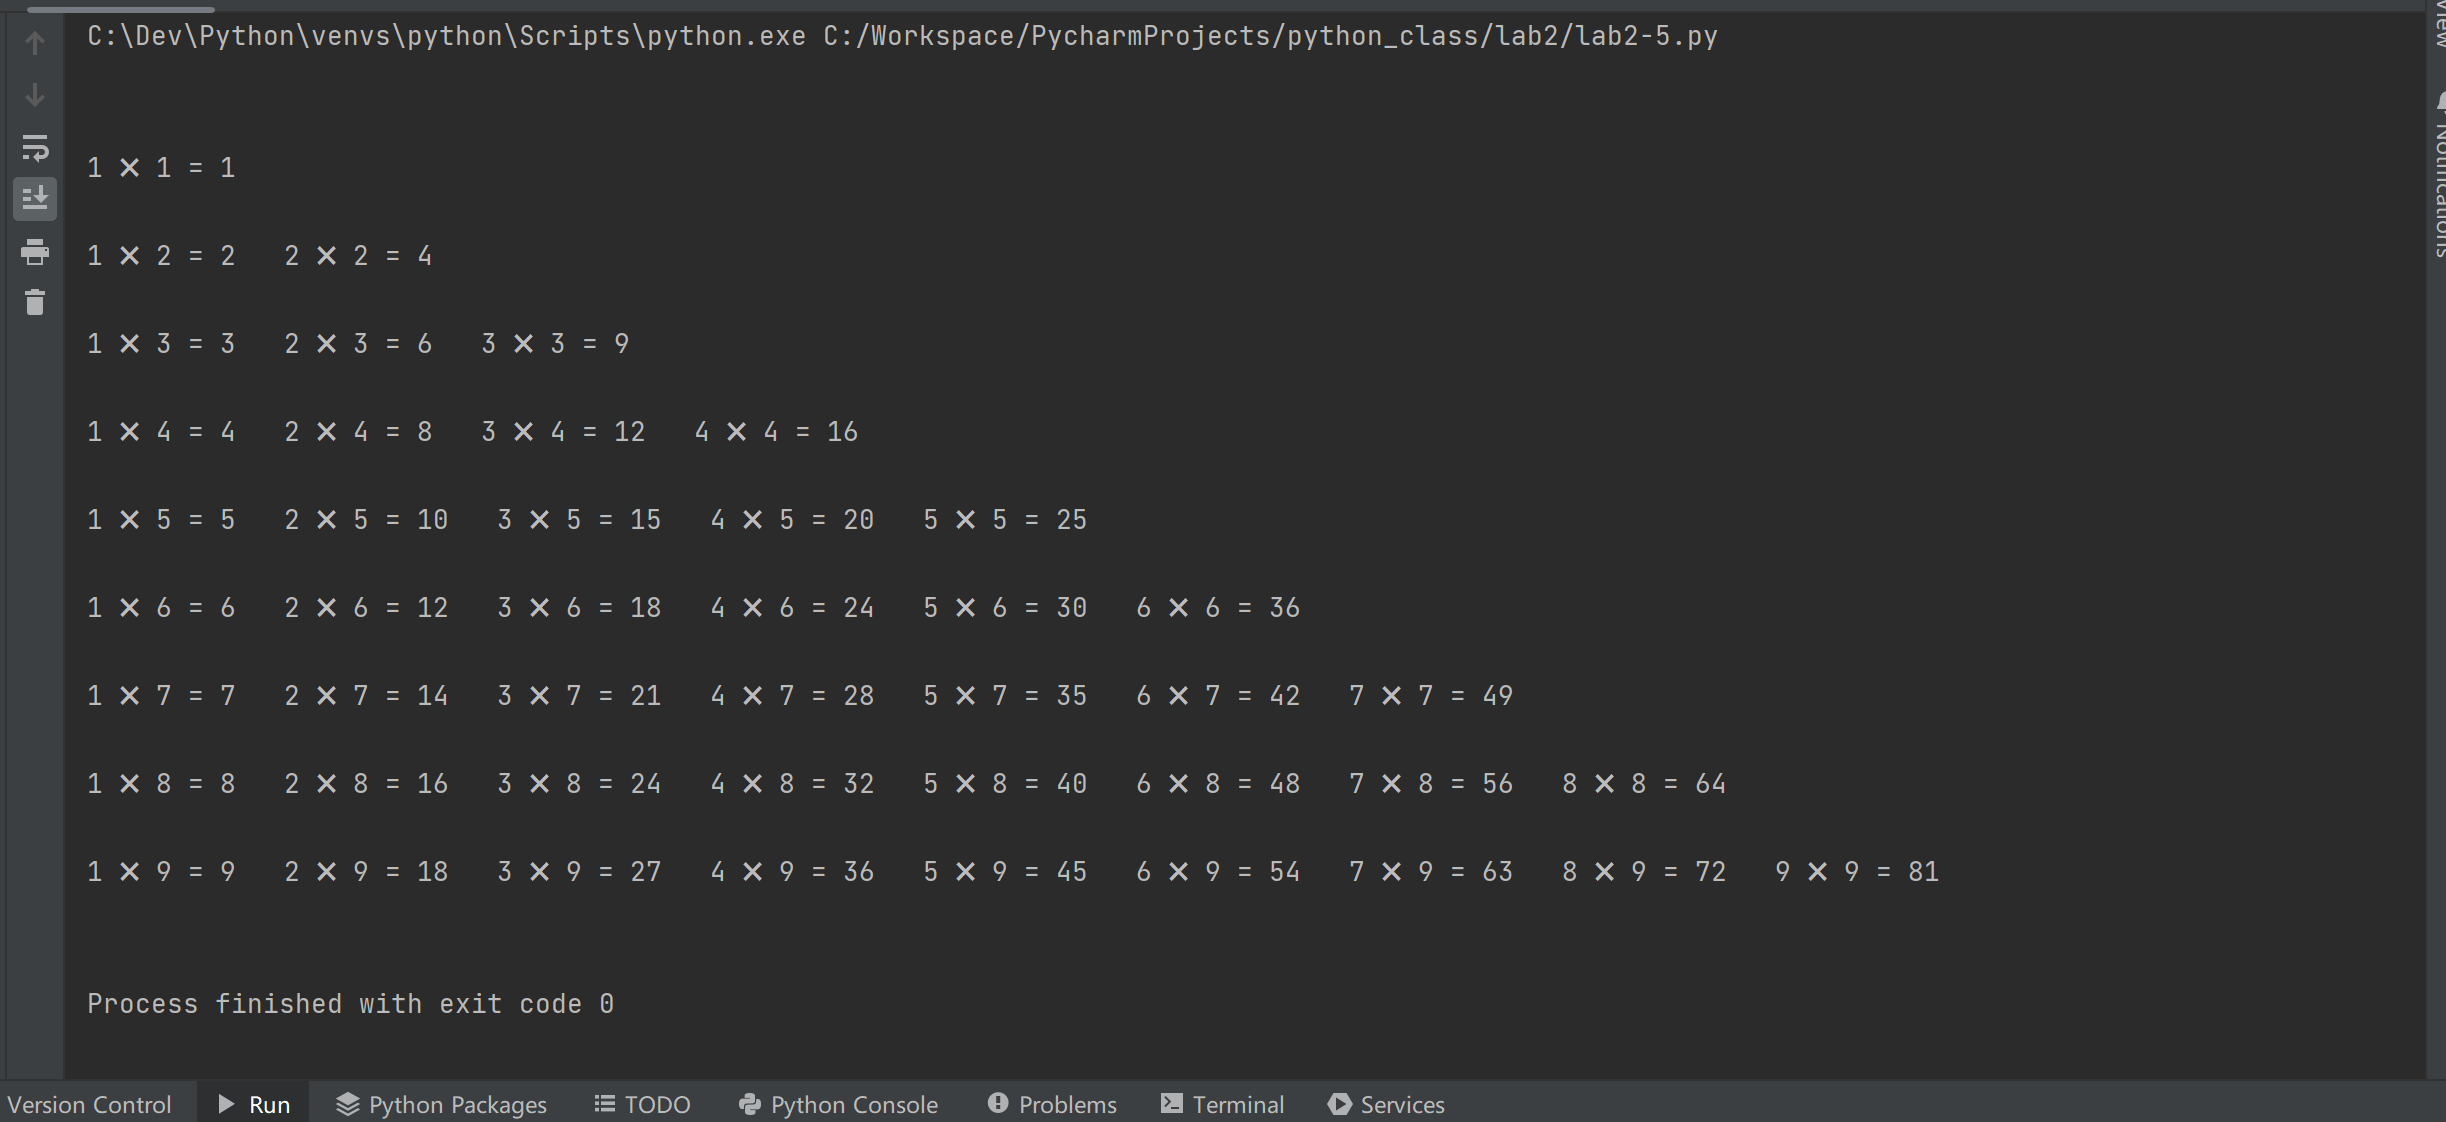 C:\Dev\Python\venvs\python\Scripts\python.exe C:/Workspace/PycharmProjects/python_class/lab2/lab2-5.py
1 × 1 = 1
1 × 2 = 2   2 × 2 = 4
1 × 3 = 3   2 × 3 = 6   3 × 3 = 9
1 × 4 = 4   2 × 4 = 8   3 × 4 = 12   4 × 4 = 16
1 × 5 = 5   2 × 5 = 10   3 × 5 = 15   4 × 5 = 20   5 × 5 = 25
1 × 6 = 6   2 × 6 = 12   3 × 6 = 18   4 × 6 = 24   5 × 6 = 30   6 × 6 = 36
1 × 7 = 7   2 × 7 = 14   3 × 7 = 21   4 × 7 = 28   5 × 7 = 35   6 × 7 = 42   7 × 7 = 49
1 × 8 = 8   2 × 8 = 16   3 × 8 = 24   4 × 8 = 32   5 × 8 = 40   6 × 8 = 48   7 × 8 = 56   8 × 8 = 64
1 × 9 = 9   2 × 9 = 18   3 × 9 = 27   4 × 9 = 36   5 × 9 = 45   6 × 9 = 54   7 × 9 = 63   8 × 9 = 72   9 × 9 = 81
Process finished with exit code 0
Version Control   Run   Python Packages   TODO   Python Console   Problems   Terminal   Services
View
Notifications